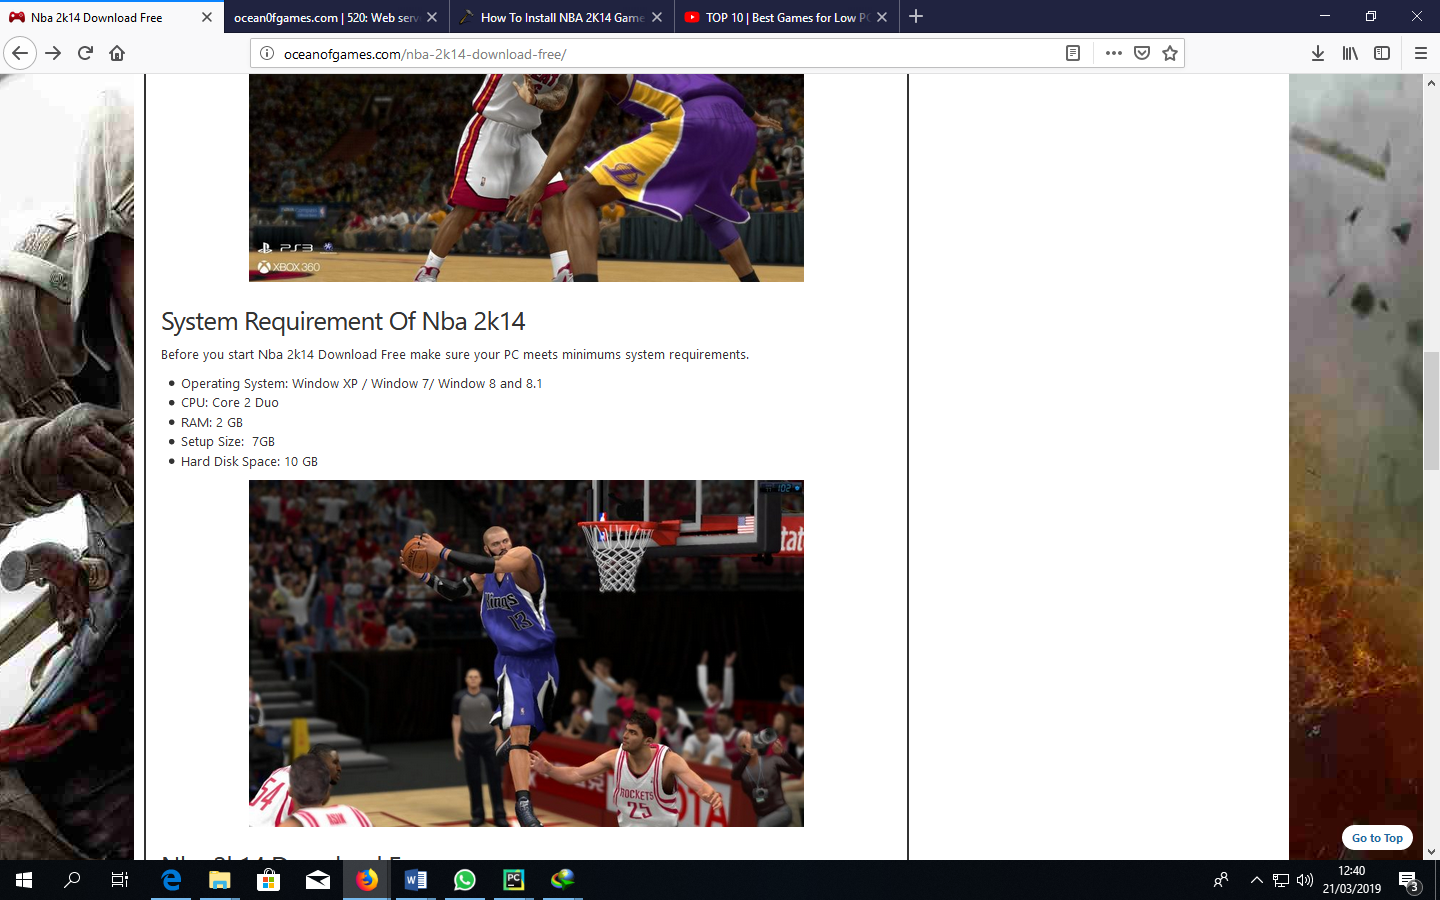 Nba 2k14 Download Free
ocean0fgames.com | 520: Web serv
How To Install NBA 2K14 Game
TOP 10 | Best Games for Low PC
oceanofgames.com/nba-2k14-download-free/
PS3
XBOX 360
System Requirement Of Nba 2k14
Before you start Nba 2k14 Download Free make sure your PC meets minimums system requirements.
Operating System: Window XP / Window 7/ Window 8 and 8.1
CPU: Core 2 Duo
RAM: 2 GB
Setup Size:  7GB
Hard Disk Space: 10 GB
Kings
13
ROCKETS
25
ASIK
Go to Top
12:40
21/03/2019
3